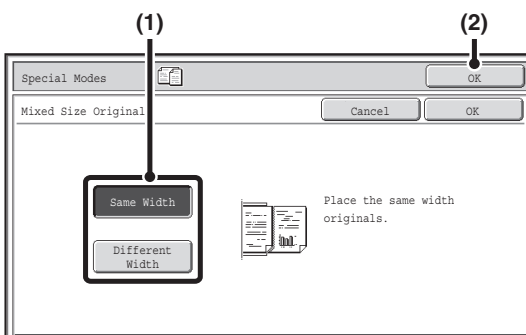 (1)
(2)
Special Modes
OK
Mixed Size Original
Cancel
OK
Same Width
Different
Width
Place the same width
originals.